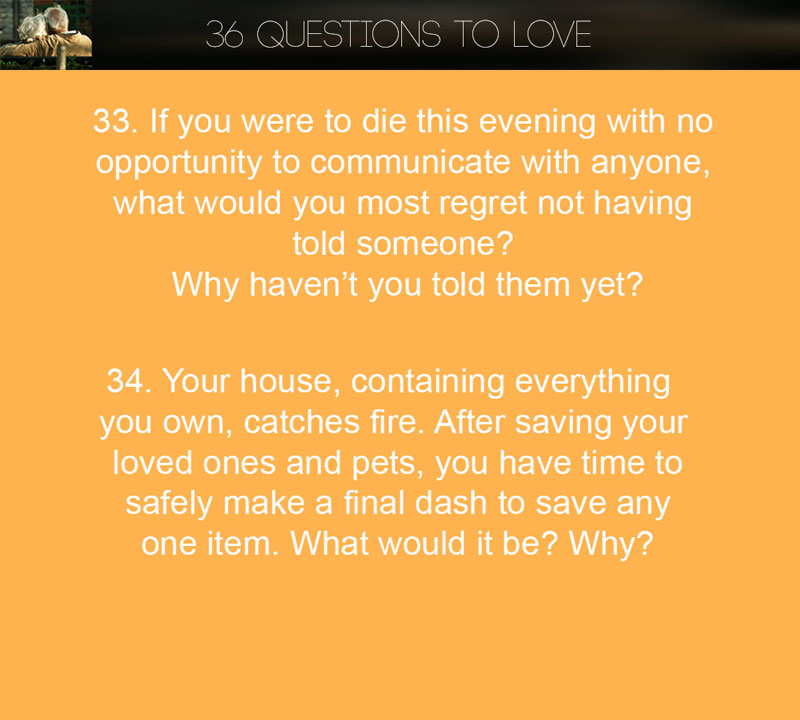 36 QUESTIONS TO LOVE
33. If you were to die this evening with no
opportunity to communicate with anyone,
what would you most regret not having
told someone?
Why haven’t you told them yet?
34. Your house, containing everything
you own, catches fire. After saving your
loved ones and pets, you have time to
safely make a final dash to save any
one item. What would it be? Why?